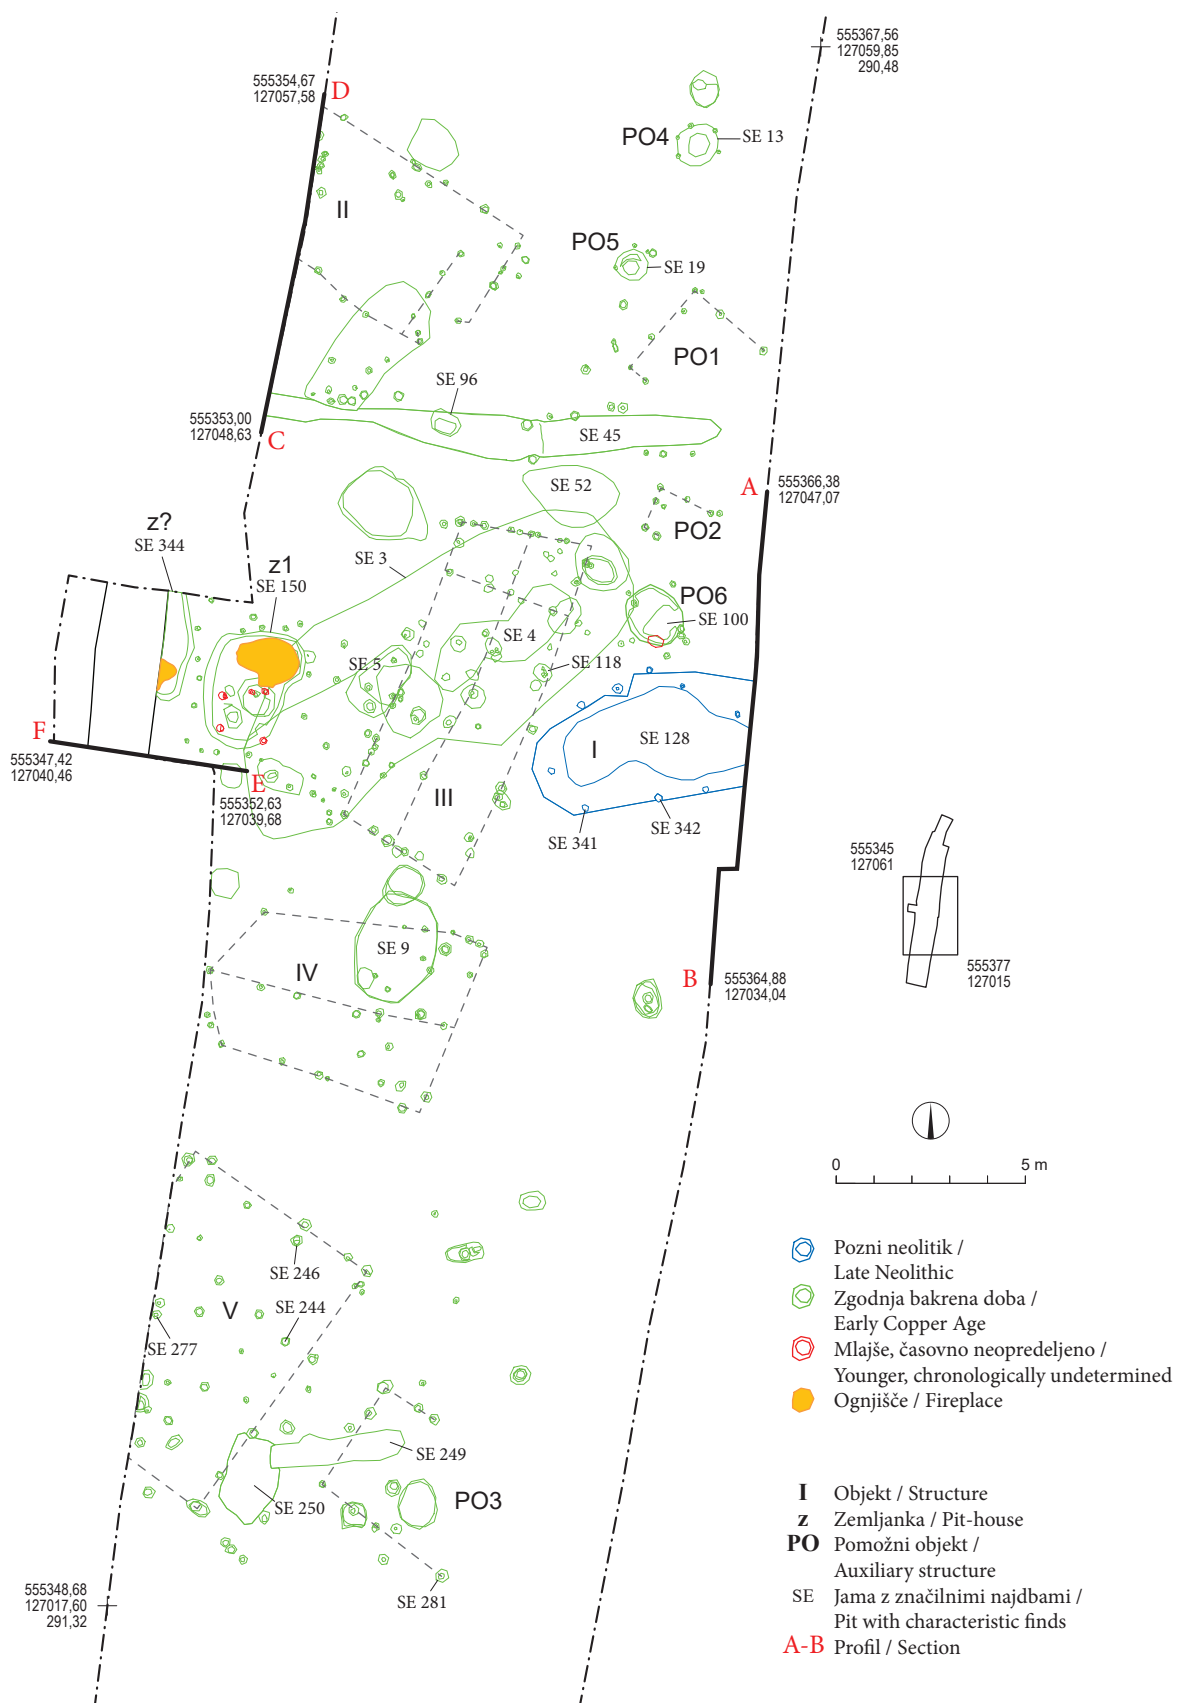 555367,56
127059,85
290,48
555354,67
127057,58
D
PO4
SE 13
II
PO5
SE 19
PO1
SE 96
555353,00
127048,63
C
SE 45
SE 52
A
555366,38
127047,07
z?
SE 344
SE 3
PO2
z1
SE 150
PO6
SE 100
SE 4
SE 5
SE 118
F
I
SE 128
555347,42
127040,46
E
555352,63
127039,68
III
SE 342
SE 341
555345
127061
SE 9
IV
B
555364,88
127034,04
555377
127015
0
5 m
SE 246
V
SE 244
SE 277
SE 249
SE 250
PO3
SE 281
555348,68
127017,60
291,32
Pozni neolitik /
Late Neolithic
Zgodnja bakrena doba /
Early Copper Age
Mlajše, časovno neopredeljeno /
Younger, chronologically undetermined
Ognjišče / Fireplace
I Objekt / Structure
z Zemljanka / Pit-house
PO Pomožni objekt /
Auxiliary structure
SE Jama z značilnimi najdbami /
Pit with characteristic finds
A-B Profil / Section